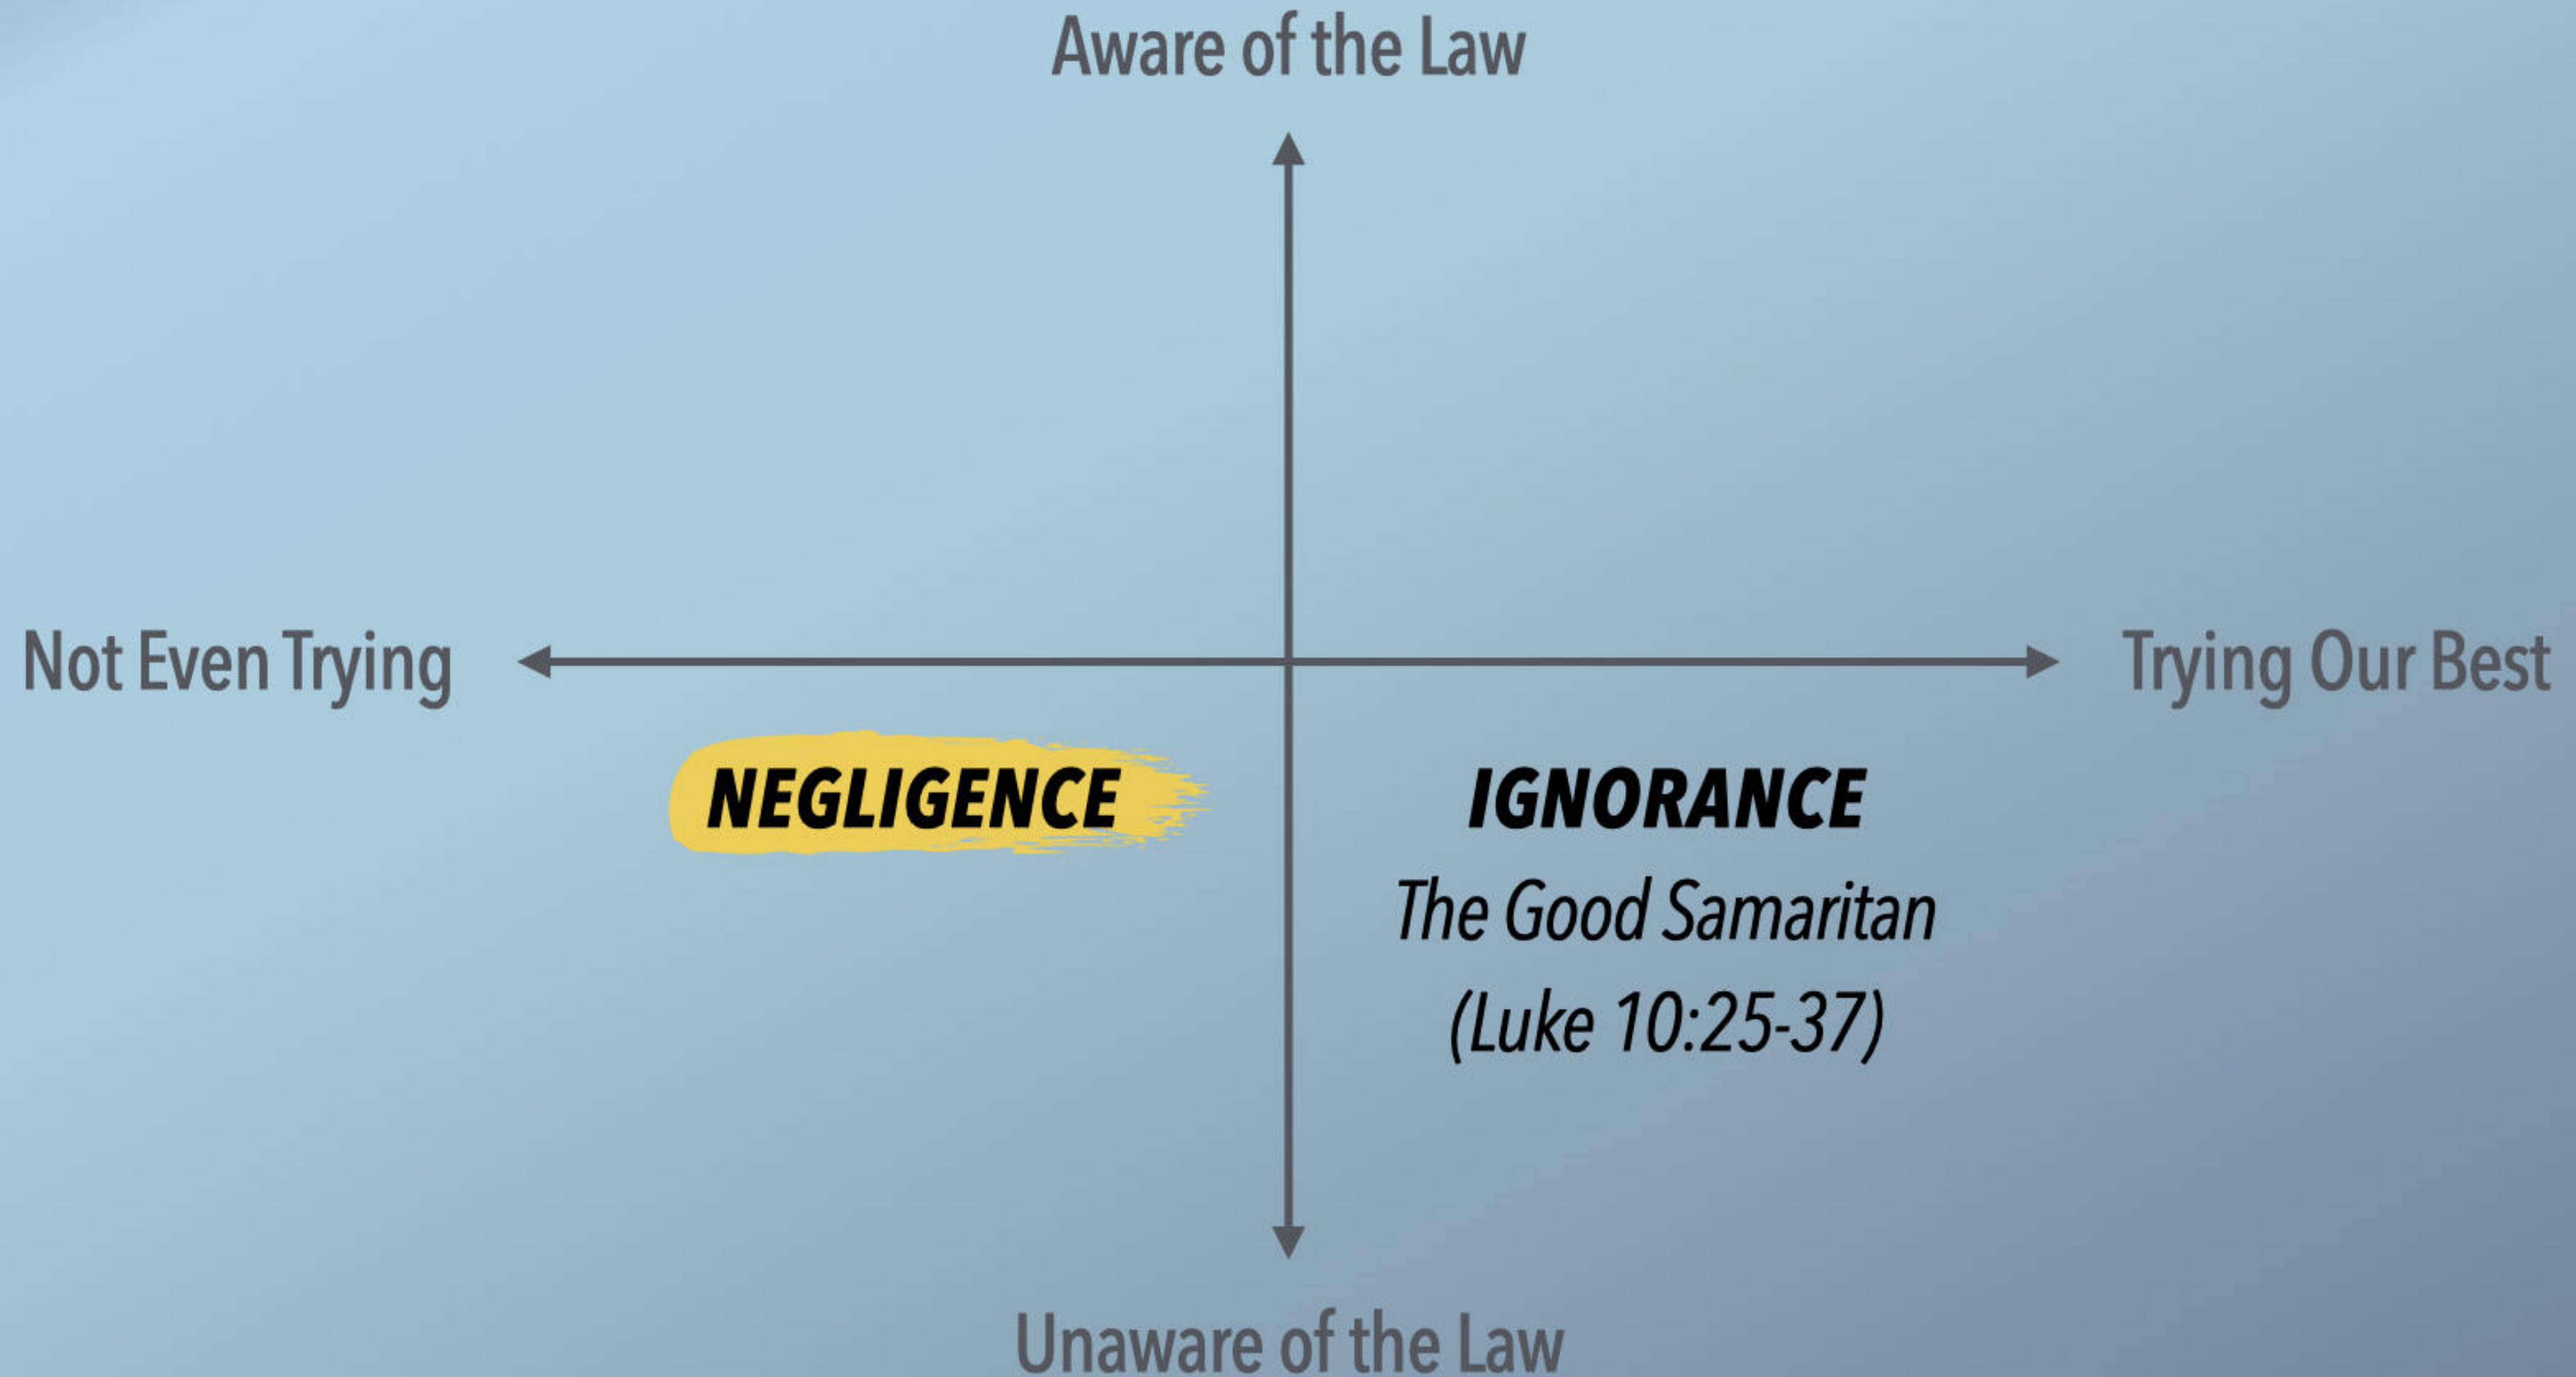 Aware of the Law
Not Even Trying
Trying Our Best
NEGLIGENCE
IGNORANCE
The Good Samaritan
(Luke 10:25-37)
Unaware of the Law